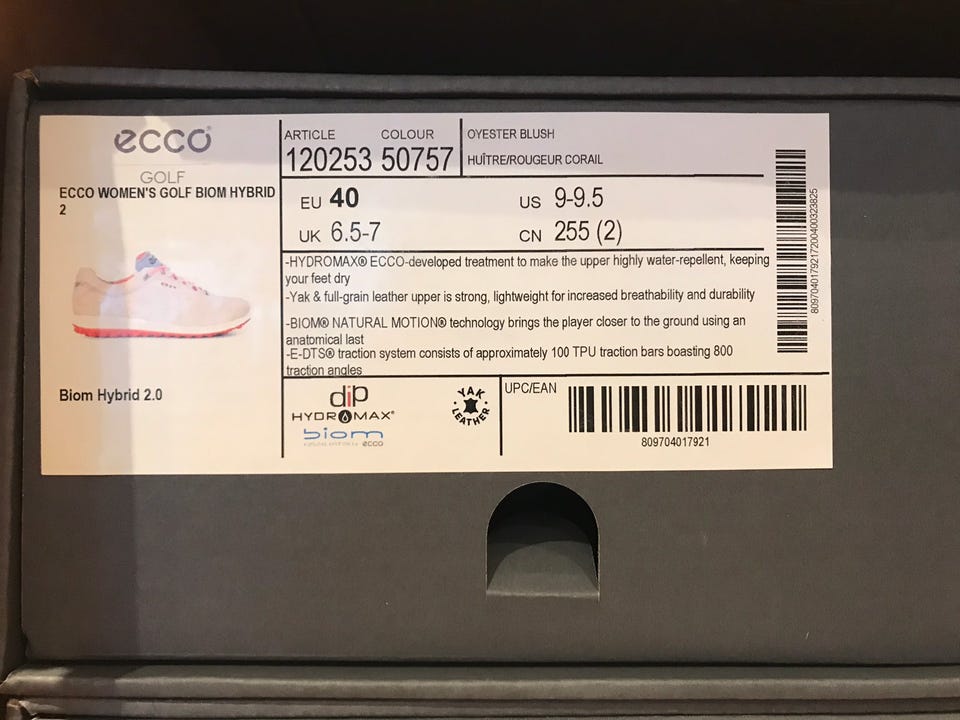 ecco®
GOLF
ECCO WOMEN'S GOLF BIOM HYBRID
2
Biom Hybrid 2.0
ARTICLE COLOUR
120253 50757
OYESTER BLUSH
HUÎTRE/ROUGEUR CORAIL
EU 40 US 9-9.5
UK 6.5-7 CN 255 (2)
-HYDROMAX® ECCO-developed treatment to make the upper highly water-repellent, keeping
your feet dry
-Yak & full-grain leather upper is strong, lightweight for increased breathability and durability
-BIOM® NATURAL MOTION® technology brings the player closer to the ground using an
anatomical last
-E-DTS® traction system consists of approximately 100 TPU traction bars boasting 800
traction angles
dip
HYDROMAX®
biom
ecco
YAK
LEATHER
UPC/EAN
809704017921
809704017921720040032382​5